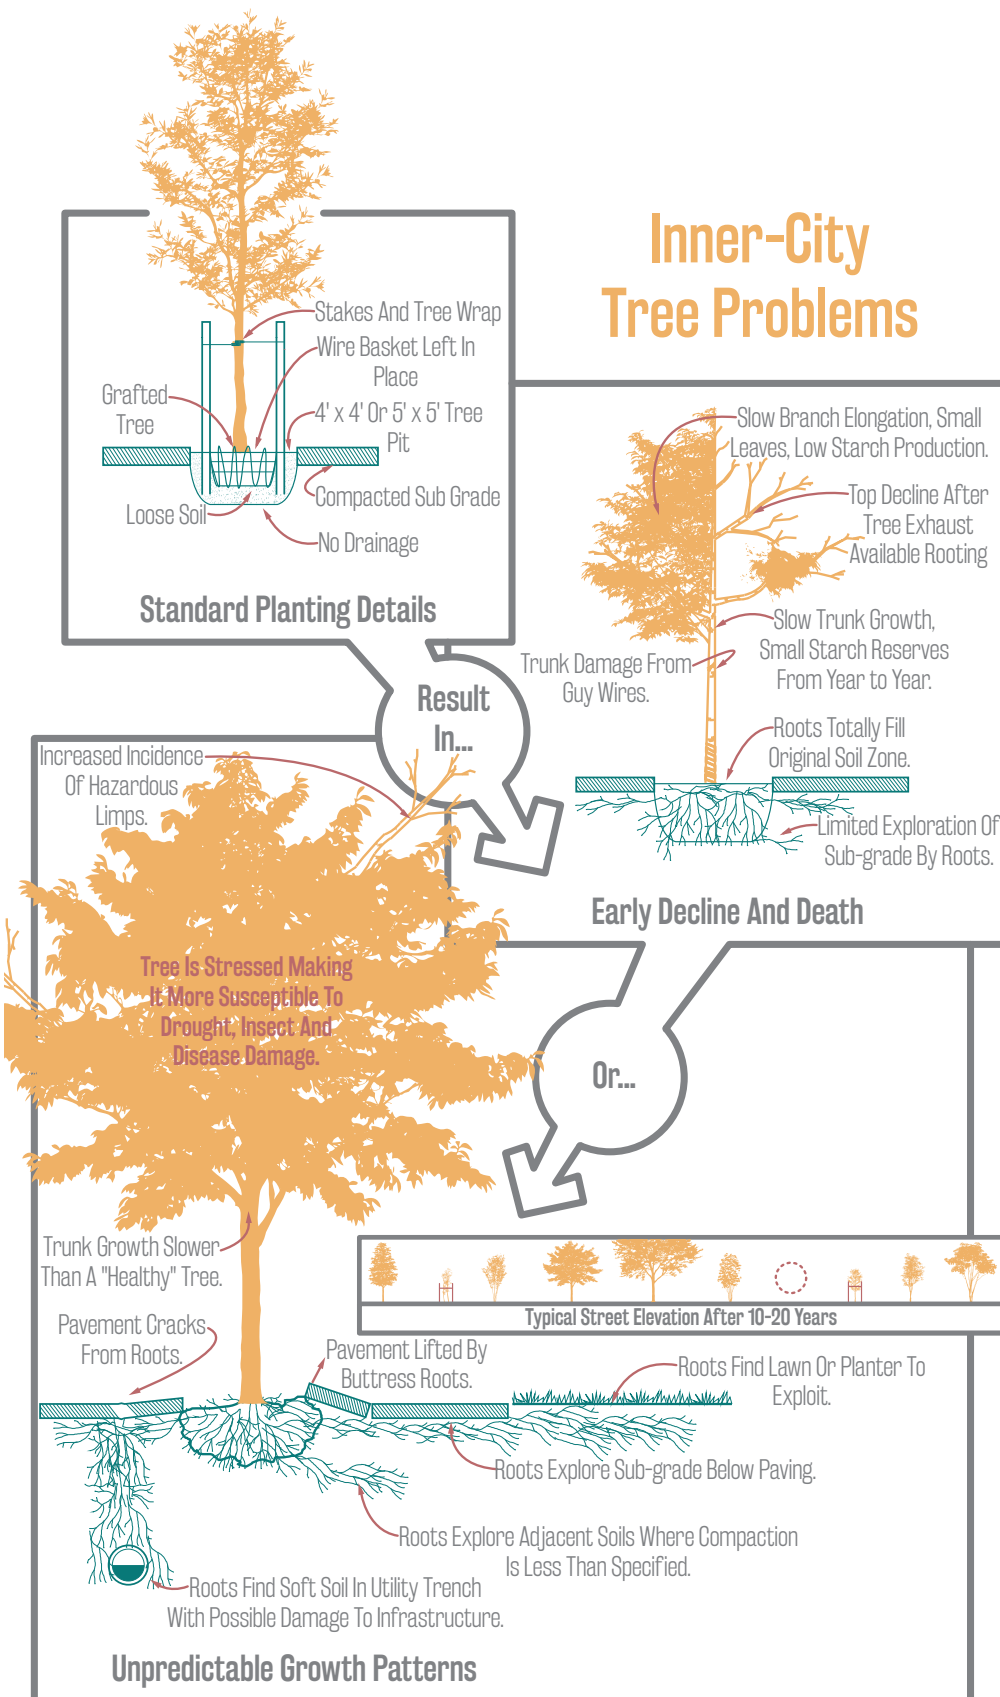 Inner-City
Tree Problems
Stakes And Tree Wrap
Wire Basket Left In
Place
Grafted
Tree
4' x 4' Or 5' x 5' Tree
Pit
Compacted Sub Grade
Loose Soil
No Drainage
Standard Planting Details
Result
In...
Slow Branch Elongation, Small
Leaves, Low Starch Production.
Top Decline After
Tree Exhaust
Available Rooting
Slow Trunk Growth,
Small Starch Reserves
From Year to Year.
Trunk Damage From
Guy Wires.
Roots Totally Fill
Original Soil Zone.
Limited Exploration Of
Sub-grade By Roots.
Early Decline And Death
Or...
Increased Incidence
Of Hazardous
Limps.
Tree Is Stressed Making
It More Susceptible To
Drought, Insect And
Disease Damage.
Trunk Growth Slower
Than A "Healthy" Tree.
Typical Street Elevation After 10-20 Years
Pavement Cracks
From Roots.
Pavement Lifted By
Buttress Roots.
Roots Find Lawn Or Planter To
Exploit.
Roots Explore Sub-grade Below Paving.
Roots Explore Adjacent Soils Where Compaction
Is Less Than Specified.
Roots Find Soft Soil In Utility Trench
With Possible Damage To Infrastructure.
Unpredictable Growth Patterns